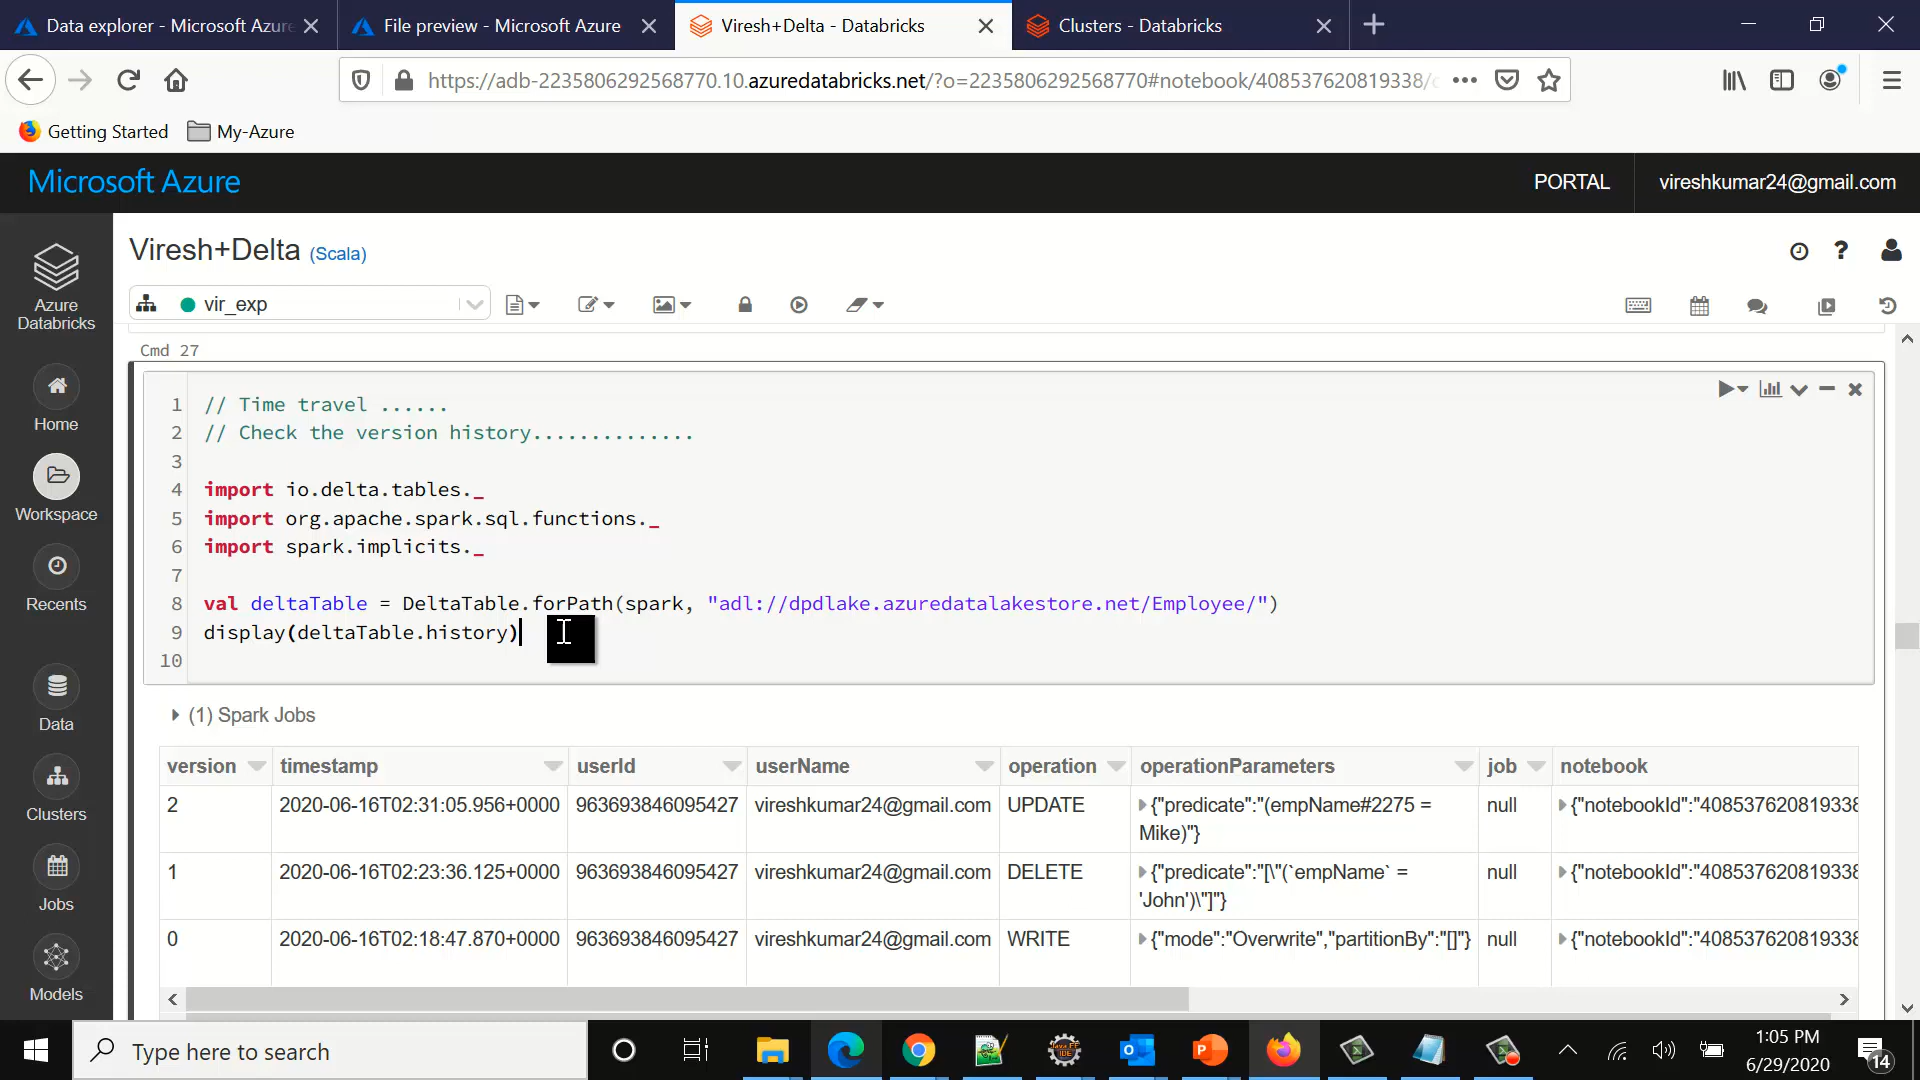 Data explorer - Microsoft Azure
File preview - Microsoft Azure
Viresh+Delta - Databricks
Clusters - Databricks
https://adb-2235806292568770.10.azuredatabricks.net/?o=2235806292568770#notebook/408537620819338/
Getting Started
My-Azure
Microsoft Azure
PORTAL
vireshkumar24@gmail.com
Azure
Databricks
Home
Workspace
Recents
Data
Clusters
Jobs
Models
Viresh+Delta (Scala)
vir_exp
Cmd 27
1 // Time travel ......
2 // Check the version history..............
3
4 import io.delta.tables._
5 import org.apache.spark.sql.functions._
6 import spark.implicits._
7
8 val deltaTable = DeltaTable.forPath(spark, "adl://dpdlake.azuredatalakestore.net/Employee/")
9 display(deltaTable.history)
10
(1) Spark Jobs
version timestamp userId userName operation operationParameters job notebook
2 2020-06-16T02:31:05.956+0000 963693846095427 vireshkumar24@gmail.com UPDATE {"predicate":"(empName#2275 = null {"notebookId":"408537620819338
Mike)"}
1 2020-06-16T02:23:36.125+0000 963693846095427 vireshkumar24@gmail.com DELETE {"predicate":"[\"(`empName` = null {"notebookId":"408537620819338
'John')\"]"}
0 2020-06-16T02:18:47.870+0000 963693846095427 vireshkumar24@gmail.com WRITE {"mode":"Overwrite","partitionBy":"[]"} null {"notebookId":"408537620819338
Type here to search
1:05 PM
6/29/2020
14